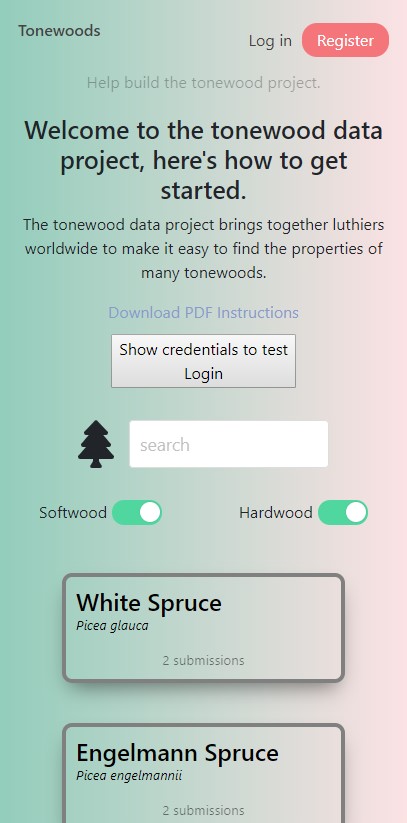 Tonewoods
Log in
Register
Help build the tonewood project.
Welcome to the tonewood data
project, here's how to get
started.
The tonewood data project brings together luthiers
worldwide to make it easy to find the properties of
many tonewoods.
Download PDF Instructions
Show credentials to test
Login
search
Softwood
Hardwood
White Spruce
Picea glauca
2 submissions
Engelmann Spruce
Picea engelmannii
2 submissions